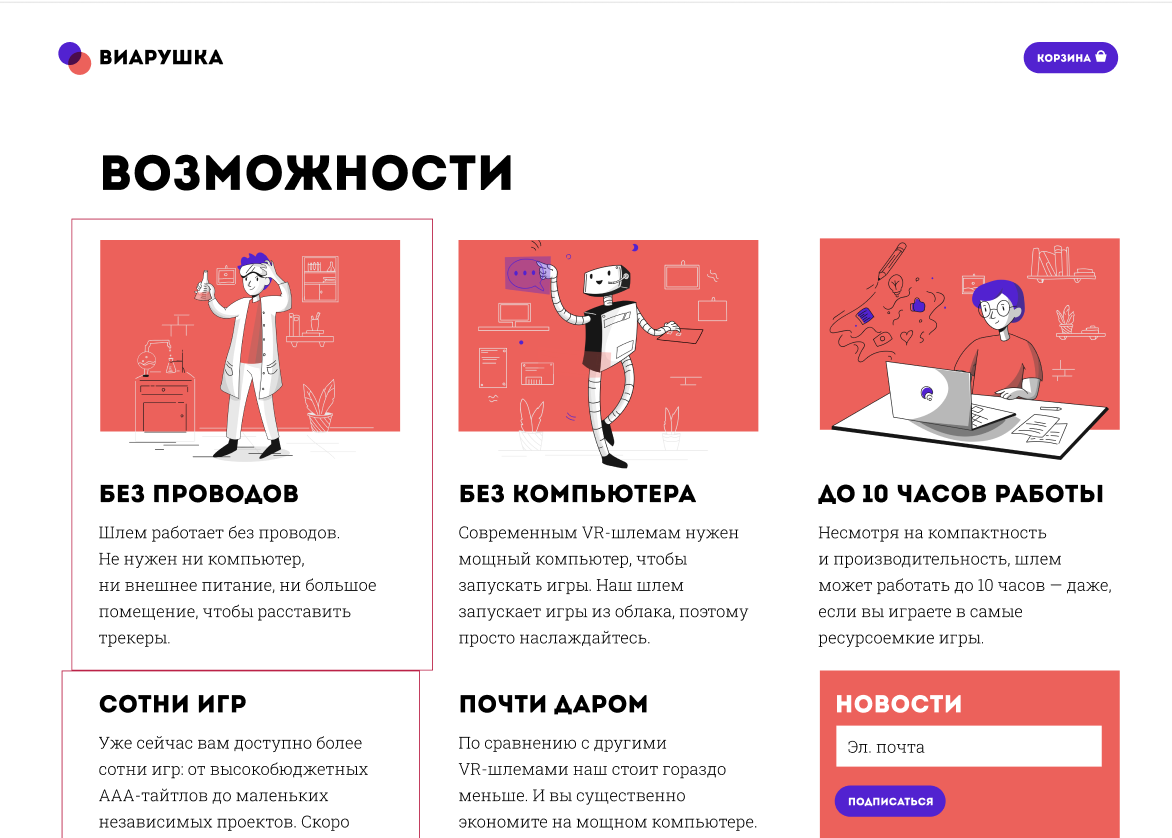 ВИАРУШКА
КОРЗИНА
ВОЗМОЖНОСТИ
БЕЗ ПРОВОДОВ
Шлем работает без проводов.
Не нужен ни компьютер,
ни внешнее питание, ни большое
помещение, чтобы расставить
трекеры.
БЕЗ КОМПЬЮТЕРА
Современным VR-шлемам нужен
мощный компьютер, чтобы
запускать игры. Наш шлем
запускает игры из облака, поэтому
просто наслаждайтесь.
ДО 10 ЧАСОВ РАБОТЫ
Несмотря на компактность
и производительность, шлем
может работать до 10 часов — даже,
если вы играете в самые
ресурсоемкие игры.
СОТНИ ИГР
Уже сейчас вам доступно более
сотни игр: от высокобюджетных
ААА-тайтлов до маленьких
независимых проектов. Скоро
ПОЧТИ ДАРОМ
По сравнению с другими
VR-шлемами наш стоит гораздо
меньше. И вы существенно
экономите на мощном компьютере.
НОВОСТИ
Эл. почта
ПОДПИСАТЬСЯ